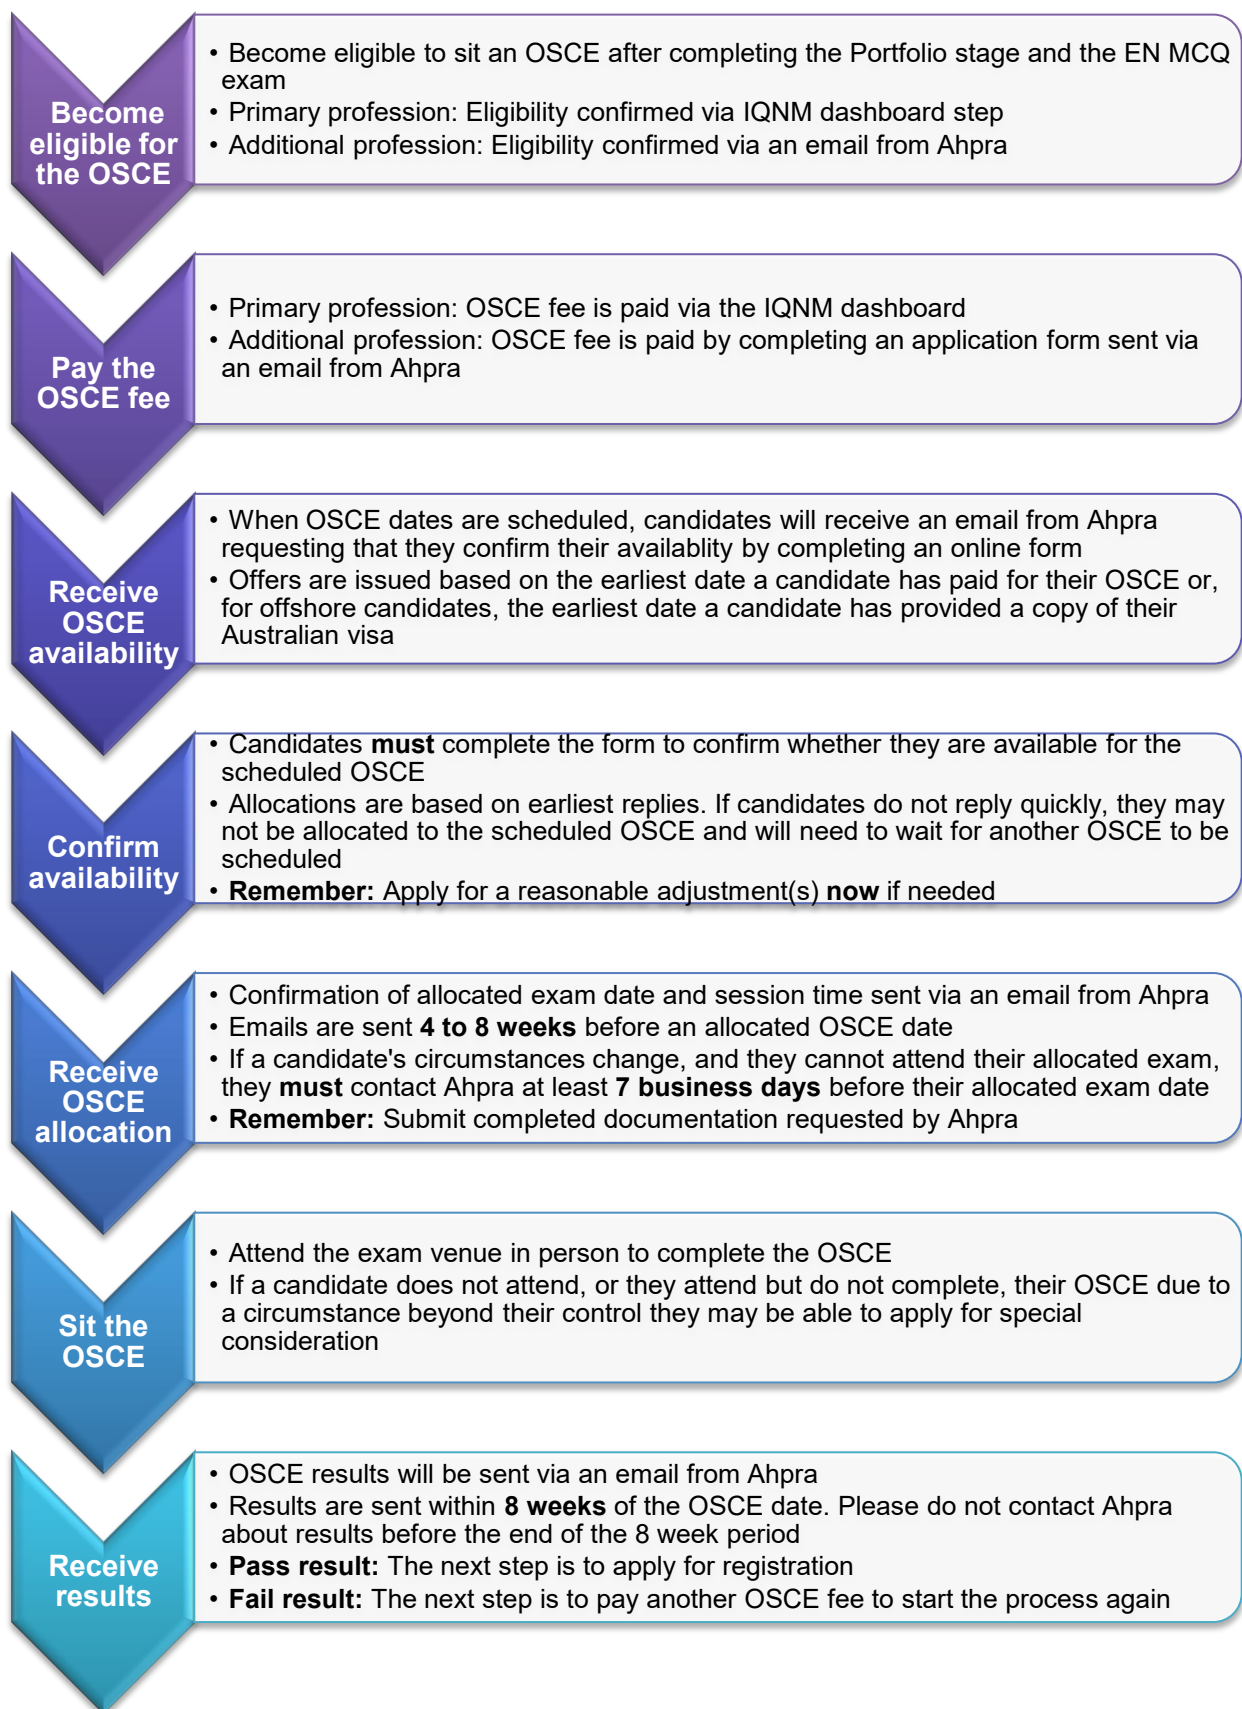 Become
eligible for
the OSCE
• Become eligible to sit an OSCE after completing the Portfolio stage and the EN MCQ
exam
• Primary profession: Eligibility confirmed via IQNM dashboard step
• Additional profession: Eligibility confirmed via an email from Ahpra
Pay the
OSCE fee
• Primary profession: OSCE fee is paid via the IQNM dashboard
• Additional profession: OSCE fee is paid by completing an application form sent via
an email from Ahpra
Receive
OSCE
availability
• When OSCE dates are scheduled, candidates will receive an email from Ahpra
requesting that they confirm their availablity by completing an online form
• Offers are issued based on the earliest date a candidate has paid for their OSCE or,
for offshore candidates, the earliest date a candidate has provided a copy of their
Australian visa
Confirm
availability
• Candidates must complete the form to confirm whether they are available for the
scheduled OSCE
• Allocations are based on earliest replies. If candidates do not reply quickly, they may
not be allocated to the scheduled OSCE and will need to wait for another OSCE to be
scheduled
• Remember: Apply for a reasonable adjustment(s) now if needed
Receive
OSCE
allocation
• Confirmation of allocated exam date and session time sent via an email from Ahpra
• Emails are sent 4 to 8 weeks before an allocated OSCE date
• If a candidate's circumstances change, and they cannot attend their allocated exam,
they must contact Ahpra at least 7 business days before their allocated exam date
• Remember: Submit completed documentation requested by Ahpra
Sit the
OSCE
• Attend the exam venue in person to complete the OSCE
• If a candidate does not attend, or they attend but do not complete, their OSCE due to
a circumstance beyond their control they may be able to apply for special
consideration
Receive
results
• OSCE results will be sent via an email from Ahpra
• Results are sent within 8 weeks of the OSCE date. Please do not contact Ahpra
about results before the end of the 8 week period
• Pass result: The next step is to apply for registration
• Fail result: The next step is to pay another OSCE fee to start the process again